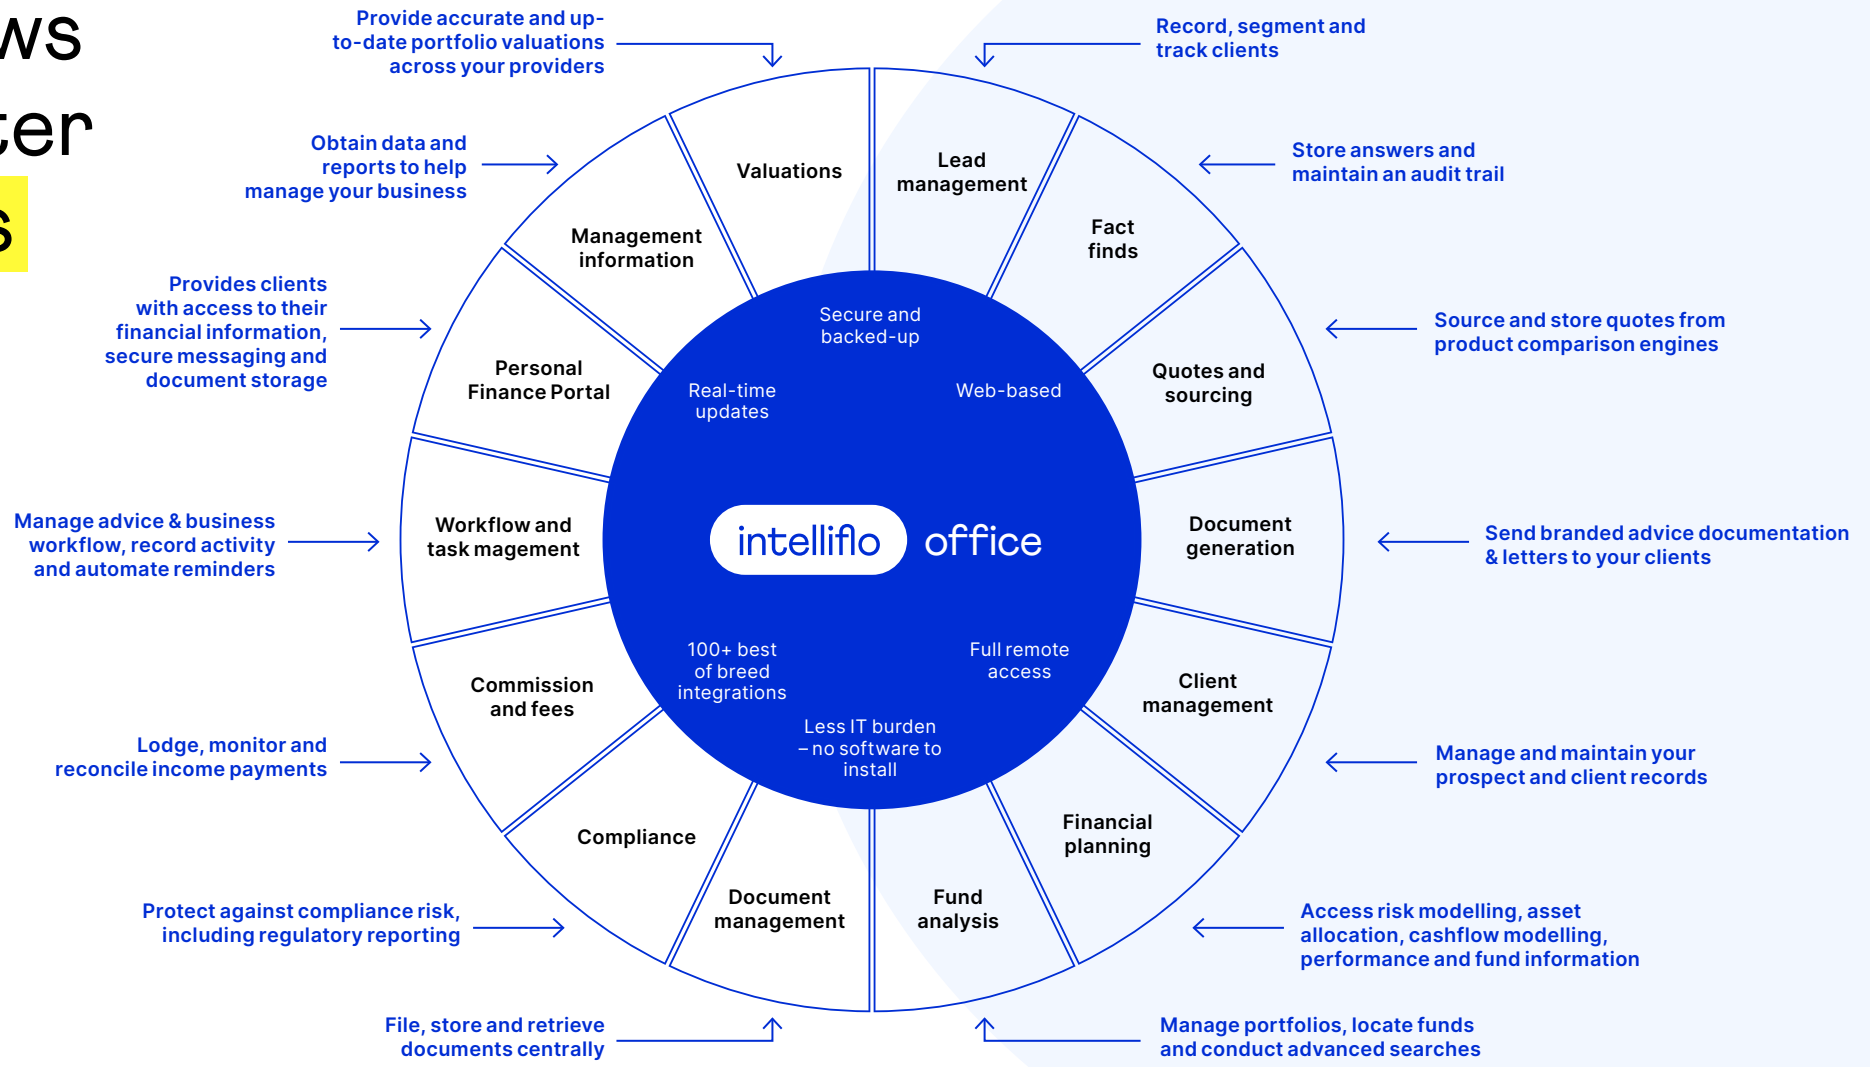 ws
ter
s
Provide accurate and up-
to-date portfolio valuations
across your providers
Record, segment and
track clients
Obtain data and
reports to help
manage your business
Store answers and
maintain an audit trail
Provides clients
with access to their
financial information,
secure messaging and
document storage
Source and store quotes from
product comparison engines
Manage advice & business
workflow, record activity
and automate reminders
Send branded advice documentation
& letters to your clients
Lodge, monitor and
reconcile income payments
Manage and maintain your
prospect and client records
Protect against compliance risk,
including regulatory reporting
Access risk modelling, asset
allocation, cashflow modelling,
performance and fund information
File, store and retrieve
documents centrally
Manage portfolios, locate funds
and conduct advanced searches
Valuations
Lead
management
Management
information
Fact
finds
Personal
Finance Portal
Quotes and
sourcing
Workflow and
task magement
Document
generation
Commission
and fees
Client
management
Compliance
Financial
planning
Document
management
Fund
analysis
Secure and
backed-up
Real-time
updates
Web-based
intelliflo office
100+ best
of breed
integrations
Full remote
access
Less IT burden
– no software to
install